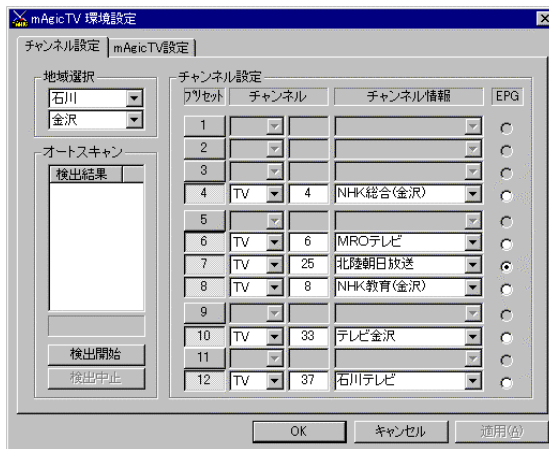 mAgicTV 環境設定
チャンネル設定 mAgicTV設定
地域選択
石川
金沢
オートスキャン
検出結果
検出開始
検出中止
チャンネル設定
プリセット チャンネル チャンネル情報 EPG
1
2
3
4 TV 4 NHK総合(金沢)
5
6 TV 6 MROテレビ
7 TV 25 北陸朝日放送
8 TV 8 NHK教育(金沢)
9
10 TV 33 テレビ金沢
11
12 TV 37 石川テレビ
OK キャンセル 適用(A)